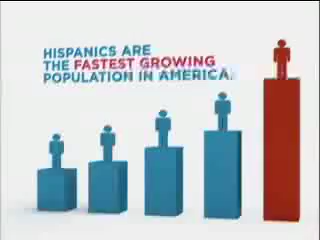 HISPANICS ARE
THE FASTEST GROWING
POPULATION IN AMERICA.